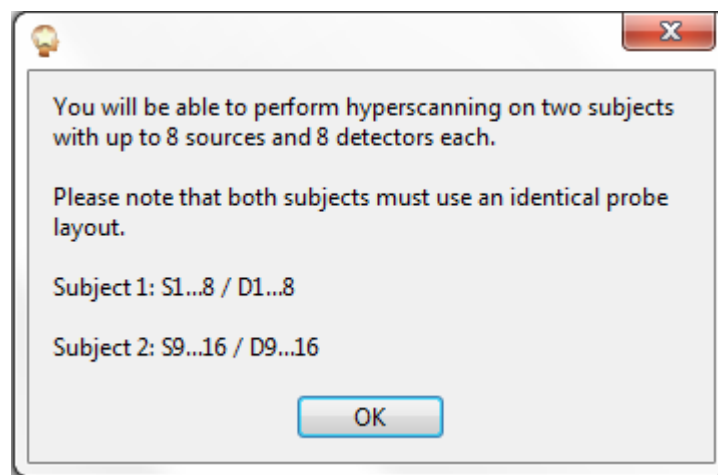 You will be able to perform hyperscanning on two subjects
with up to 8 sources and 8 detectors each.
Please note that both subjects must use an identical probe
layout.
Subject 1: S1...8 / D1...8
Subject 2: S9...16 / D9...16
OK